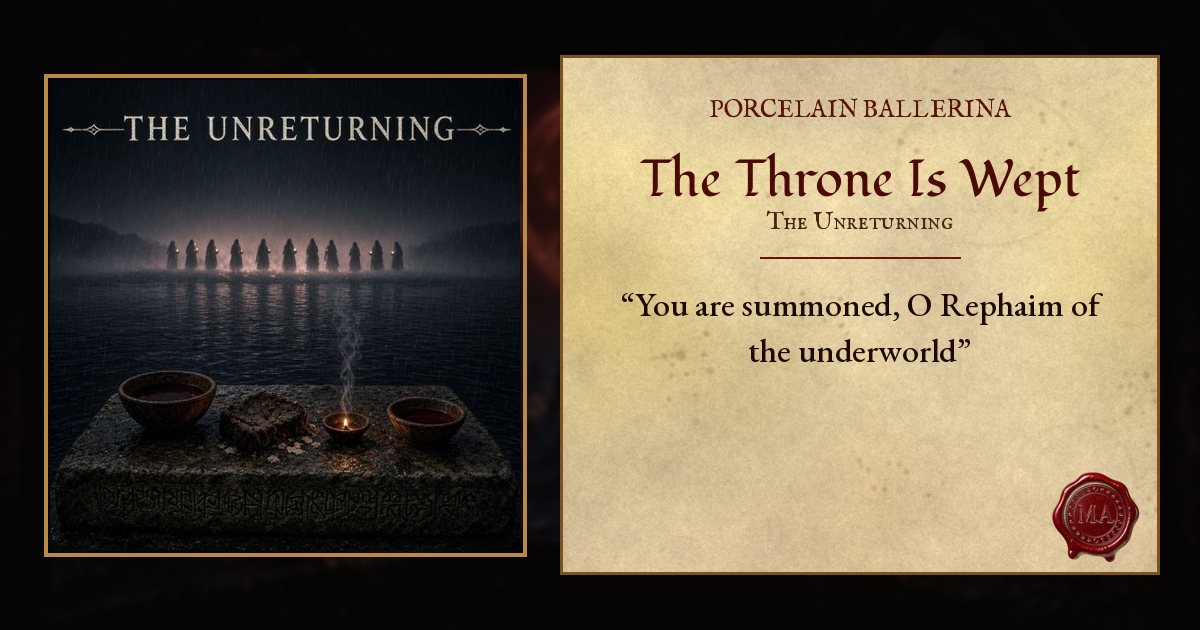 THE UNRETURNING
PORCELAIN BALLERINA
The Throne Is Wept
The Unreturning
“You are summoned, O Rephaim of
the underworld”
MA